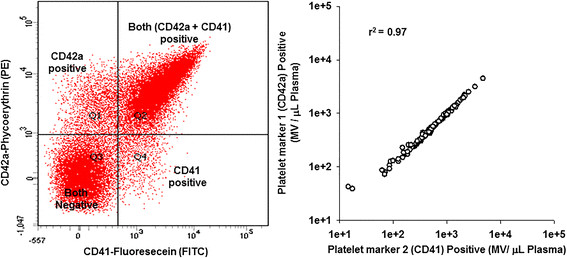 Both (CD42a + CD41)
positive
CD42a
positive
Q1
Q2
Q3
Q4
CD41
positive
Both
Negative
CD42a-Phycoerythrin (PE)
10^5
10^4
10^3
0
-1,047
-557
0
10^3
10^4
10^5
CD41-Fluoresecein (FITC)
r² = 0.97
Platelet marker 1 (CD42a) Positive
(MV / µL Plasma)
1e+5
1e+4
1e+3
1e+2
1e+1
1e+1
1e+2
1e+3
1e+4
1e+5
Platelet marker 2 (CD41) Positive (MV/ µL Plasma)